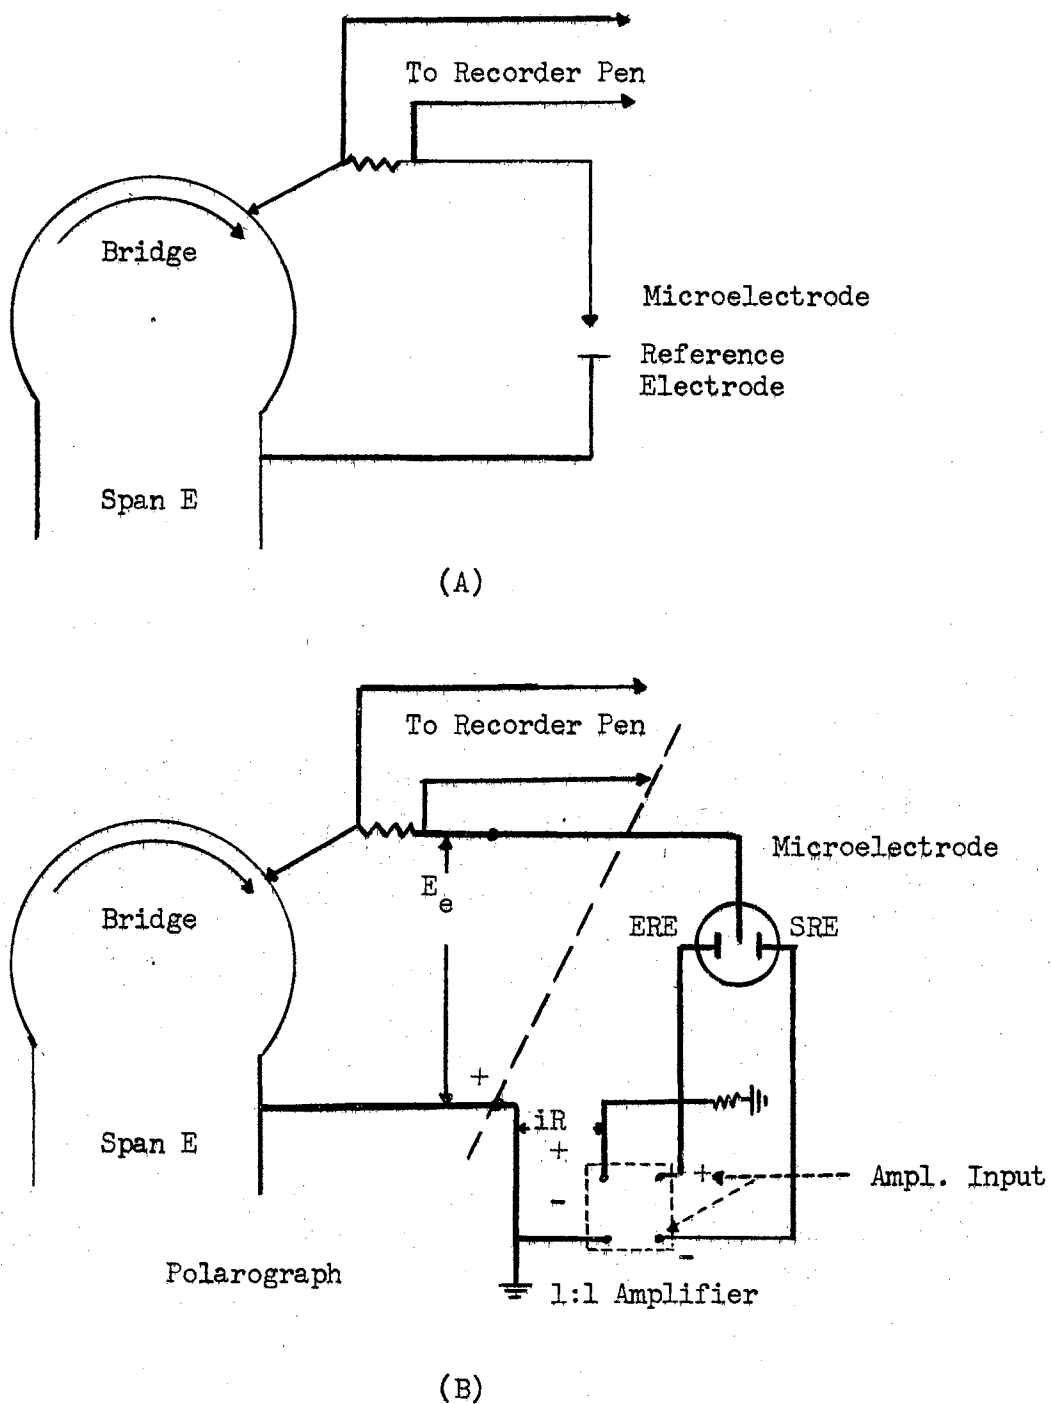 To Recorder Pen
Bridge
Microelectrode
Reference
Electrode
Span E
(A)
To Recorder Pen
Microelectrode
E
e
ERE
SRE
Bridge
+
iR
+
Span E
+
Ampl. Input
-
-
Polarograph
1:1 Amplifier
(B)